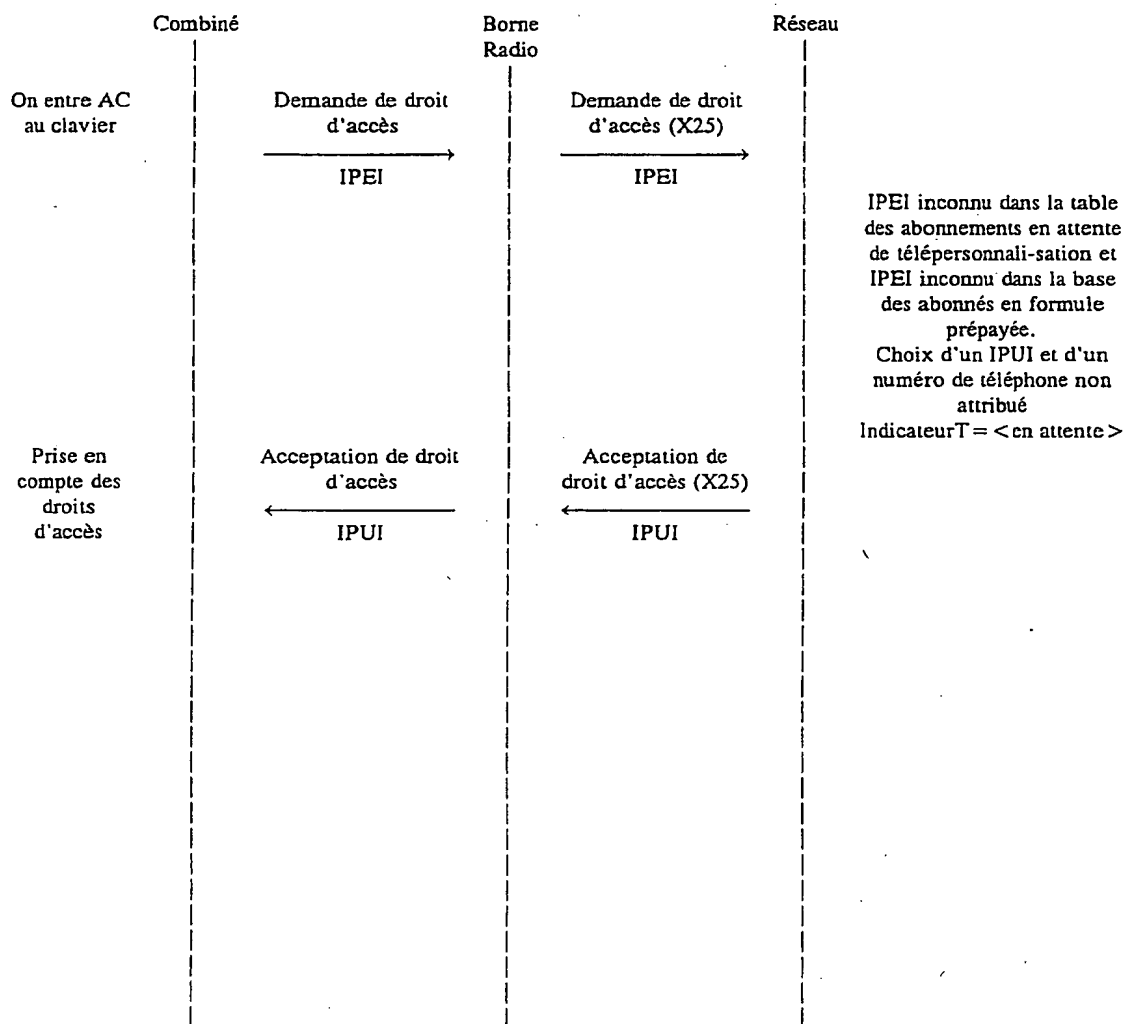 Combiné
Borne
Radio
Réseau
On entre AC
au clavier
Demande de droit
d'accès
IPEI
Demande de droit
d'accès (X25)
IPEI
IPEI inconnu dans la table
des abonnements en attente
de télépersonnali-sation et
IPEI inconnu dans la base
des abonnés en formule
prépayée.
Choix d'un IPUI et d'un
numéro de téléphone non
attribué
IndicateurT = <en attente>
Prise en
compte des
droits
d'accès
Acceptation de droit
d'accès
IPUI
Acceptation de
droit d'accès (X25)
IPUI